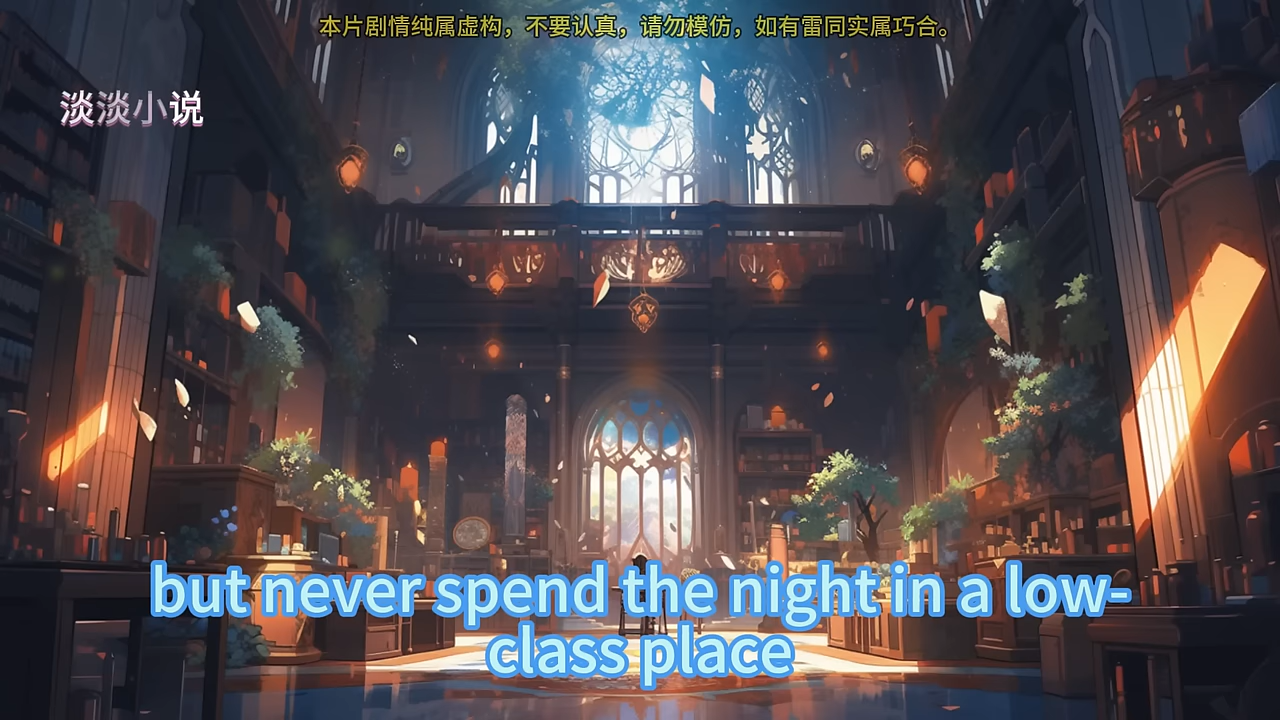 本片剧情纯属虚构，不要认真，请勿模仿，如有雷同实属巧合。
淡淡小说
but never spend the night in a low-
class place